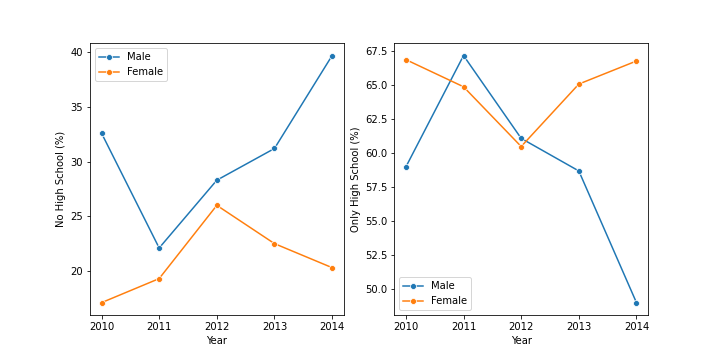 40
35
30
25
20
No High School (%)
Male
Female
2010 2011 2012 2013 2014
Year
67.5
65.0
62.5
60.0
57.5
55.0
52.5
50.0
Only High School (%)
Male
Female
2010 2011 2012 2013 2014
Year